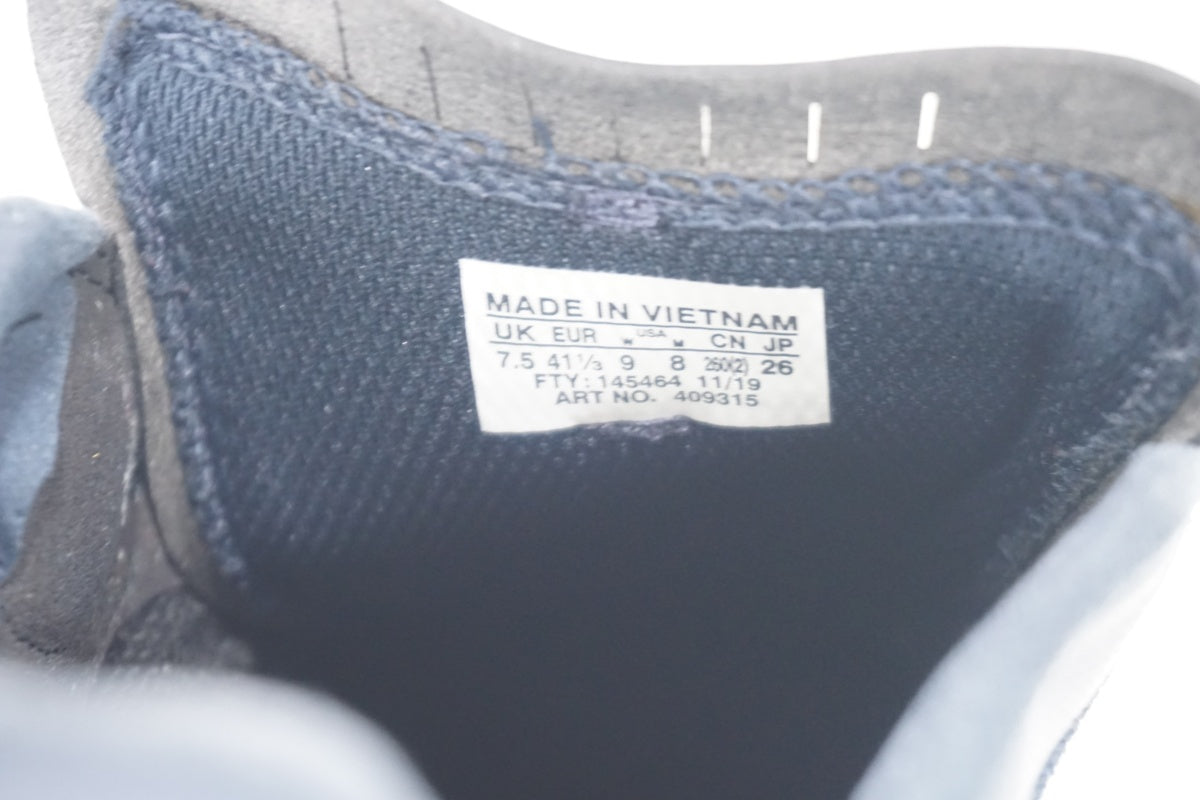 MADE IN VIETNAM
UK EUR W USA M CN JP
7.5 41⅓ 9 8 260(2) 26
FTY: 145464 11/19
ART NO. 409315